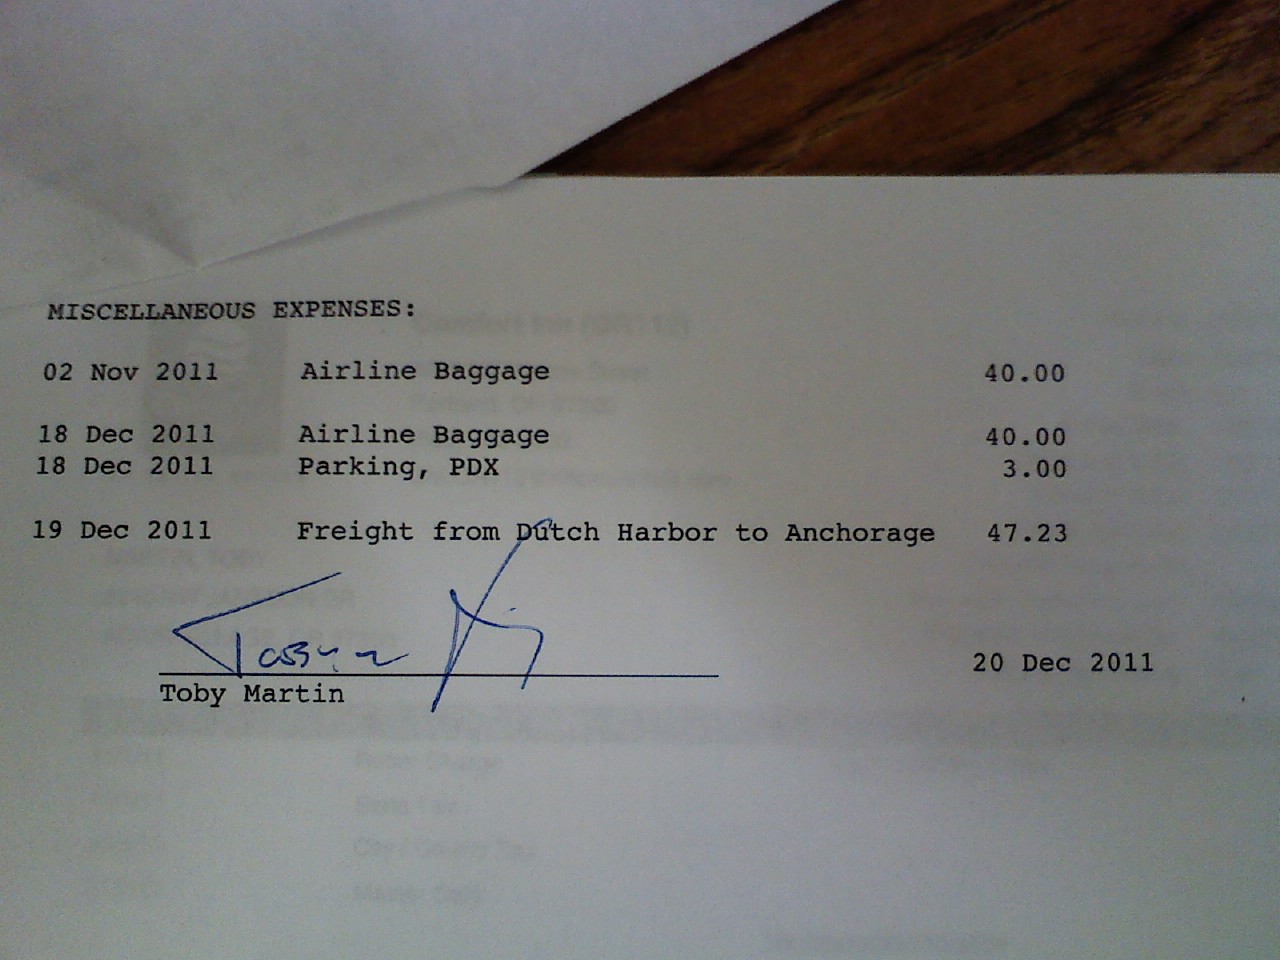 MISCELLANEOUS EXPENSES:
02 Nov 2011 Airline Baggage 40.00
18 Dec 2011 Airline Baggage 40.00
18 Dec 2011 Parking, PDX 3.00
19 Dec 2011 Freight from Dutch Harbor to Anchorage 47.23
20 Dec 2011
Toby Martin